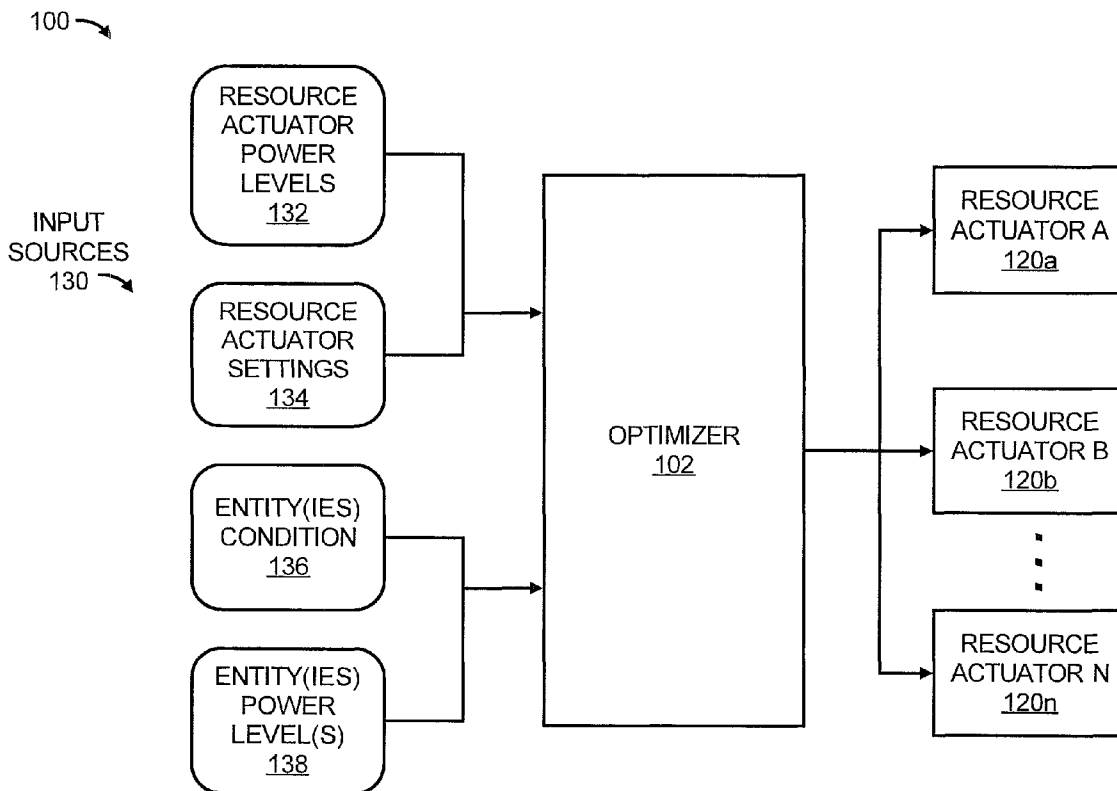 100
RESOURCE
ACTUATOR
POWER
LEVELS
132
INPUT
SOURCES
130
RESOURCE
ACTUATOR
SETTINGS
134
ENTITY(IES)
CONDITION
136
ENTITY(IES)
POWER
LEVEL(S)
138
OPTIMIZER
102
RESOURCE
ACTUATOR A
120a
RESOURCE
ACTUATOR B
120b
RESOURCE
ACTUATOR N
120n